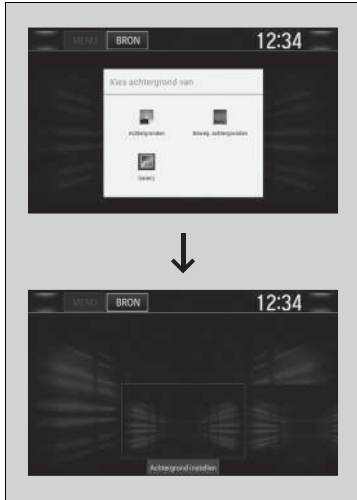 MENU BRON 12:34
Kies achtergrond van
Achtergronden Beweg. achtergronden
Galerij
MENU BRON 12:34
Achtergrond instellen